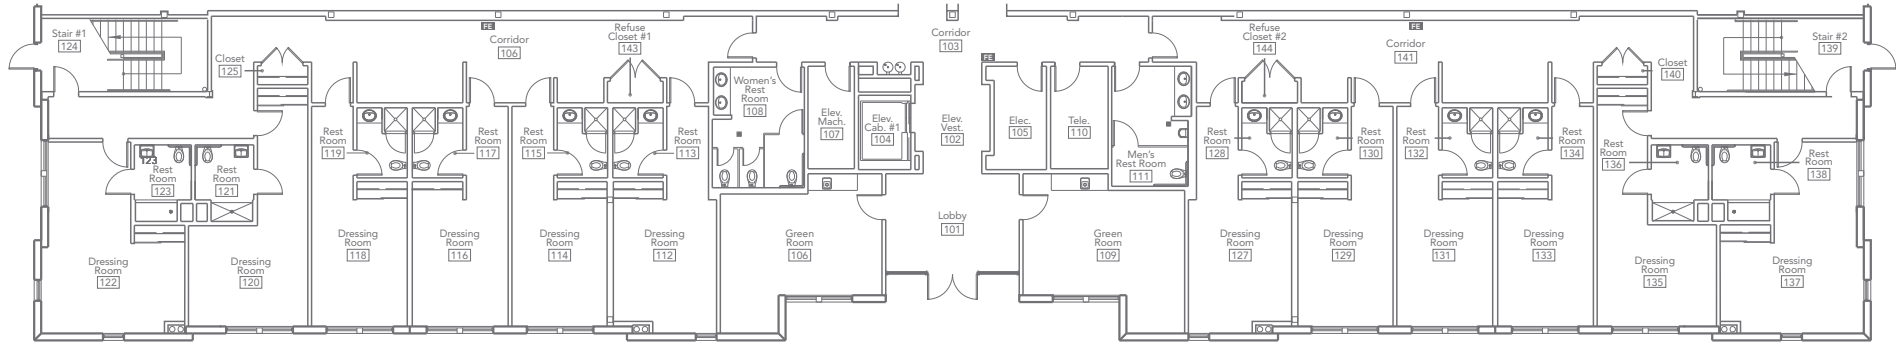 Stair #1
124
Closet
125
FE
Corridor
106
Refuse
Closet #1
143
Women's
Rest
Room
108
Elev.
Mach.
107
Elev.
Cab. #1
104
Corridor
103
Elev.
Vest.
102
FE
Elec.
105
Tele.
110
Men's
Rest Room
111
Refuse
Closet #2
144
FE
Corridor
141
Closet
140
Stair #2
139
123
Rest
Room
123
Rest
Room
121
Rest
Room
119
Rest
Room
117
Rest
Room
115
Rest
Room
113
Rest
Room
128
Rest
Room
130
Rest
Room
132
Rest
Room
134
Rest
Room
136
Rest
Room
138
Dressing
Room
122
Dressing
Room
120
Dressing
Room
118
Dressing
Room
116
Dressing
Room
114
Dressing
Room
112
Green
Room
106
Lobby
101
Green
Room
109
Dressing
Room
127
Dressing
Room
129
Dressing
Room
131
Dressing
Room
133
Dressing
Room
135
Dressing
Room
137